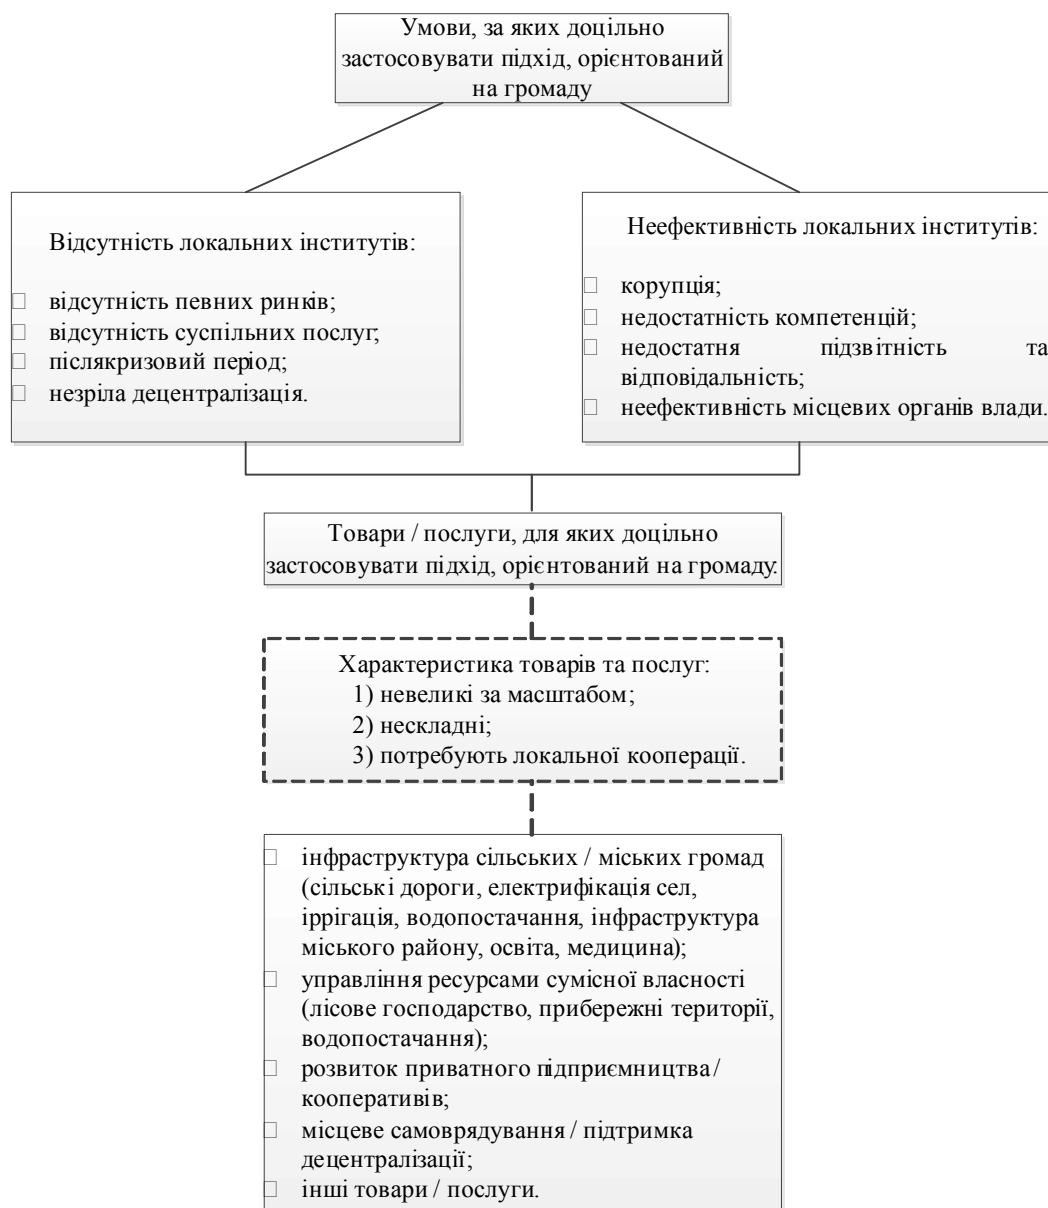 Умови, за яких доцільно
застосовувати підхід, орієнтований
на громаду
Відсутність локальних інститутів:
відсутність певних ринків;
відсутність суспільних послуг;
післякризовий період;
незріла децентралізація.
Неефективність локальних інститутів:
корупція;
недостатність компетенцій;
недостатня підзвітність та
відповідальність;
неефективність місцевих органів влади.
Товари / послуги, для яких доцільно
застосовувати підхід, орієнтований на громаду:
Характеристика товарів та послуг:
1) невеликі за масштабом;
2) нескладні;
3) потребують локальної кооперації.
інфраструктура сільських / міських громад
(сільські дороги, електрифікація сел,
іррігація, водопостачання, інфраструктура
міського району, освіта, медицина);
управління ресурсами сумісної власності
(лісове господарство, прибережні території,
водопостачання);
розвиток приватного підприємництва /
кооперативів;
місцеве самоврядування / підтримка
децентралізації;
інші товари / послуги.